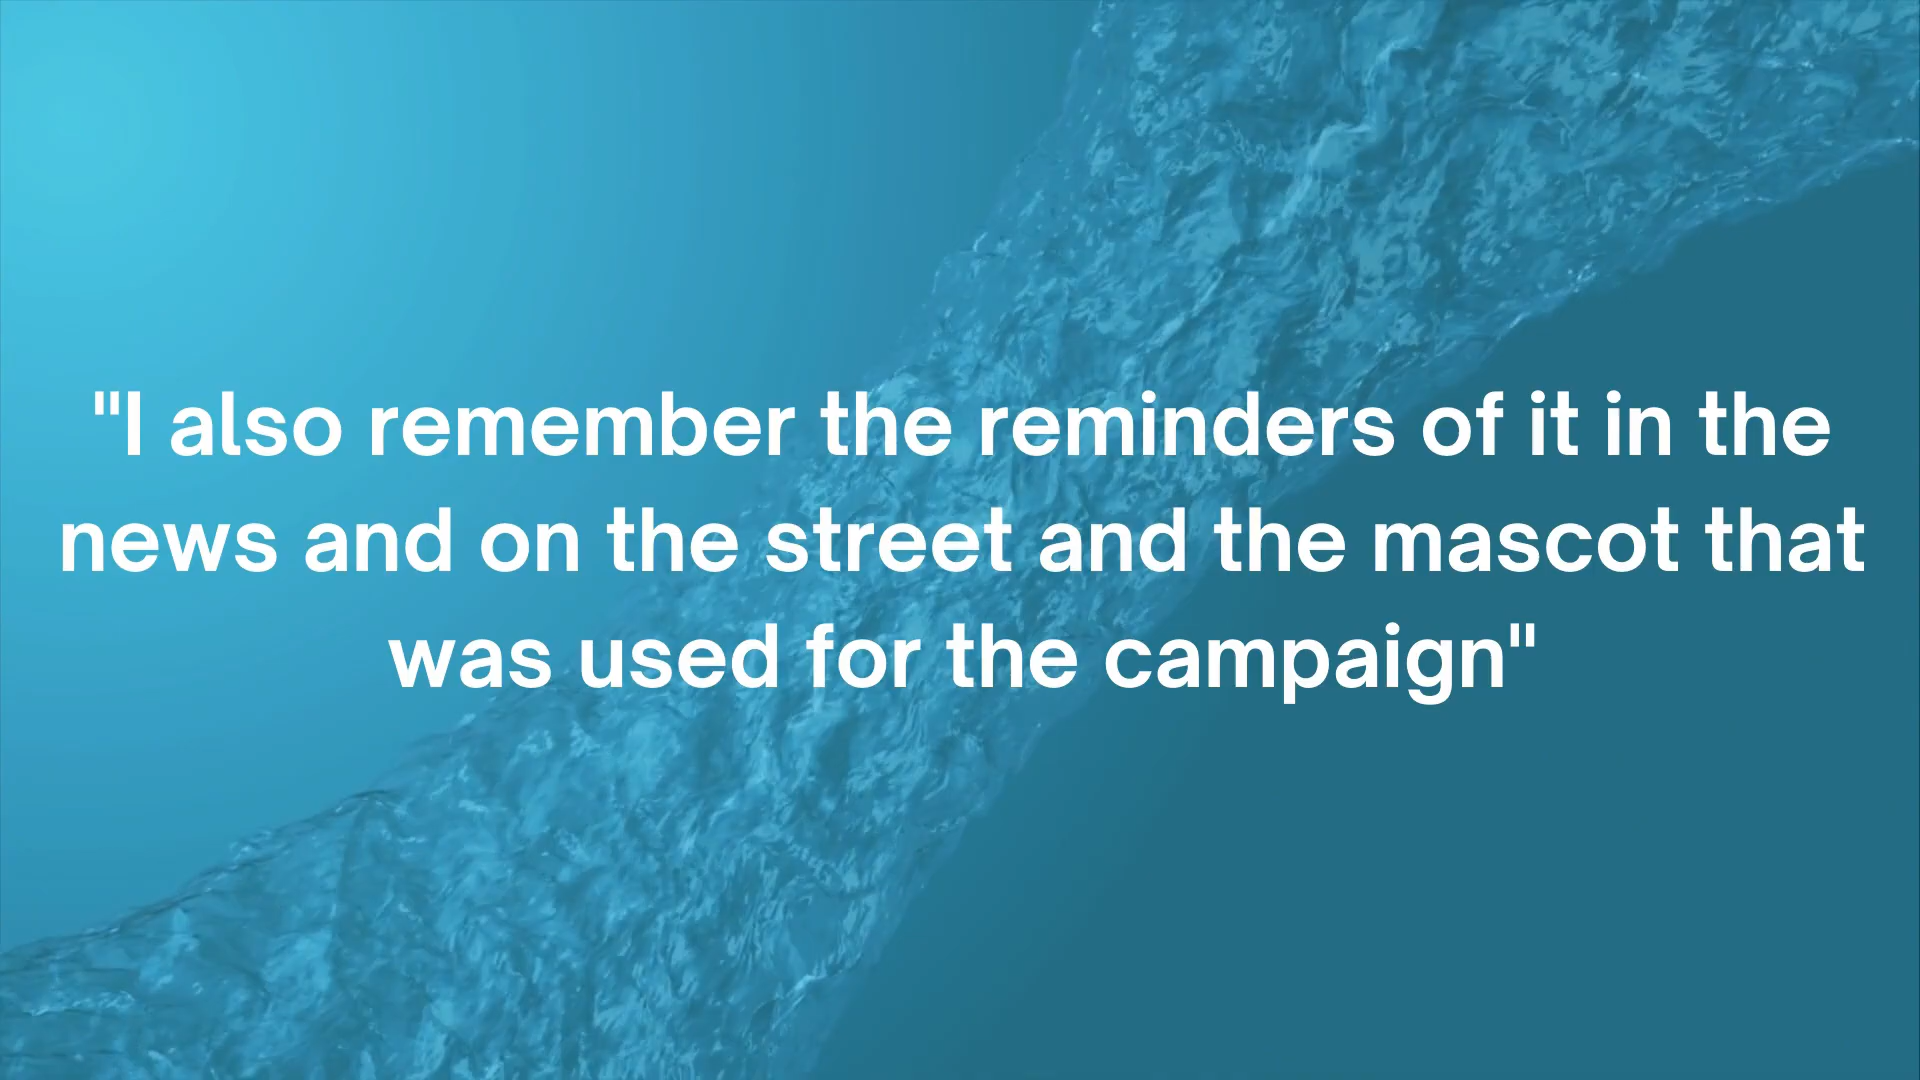 "I also remember the reminders of it in the
news and on the street and the mascot that
was used for the campaign"